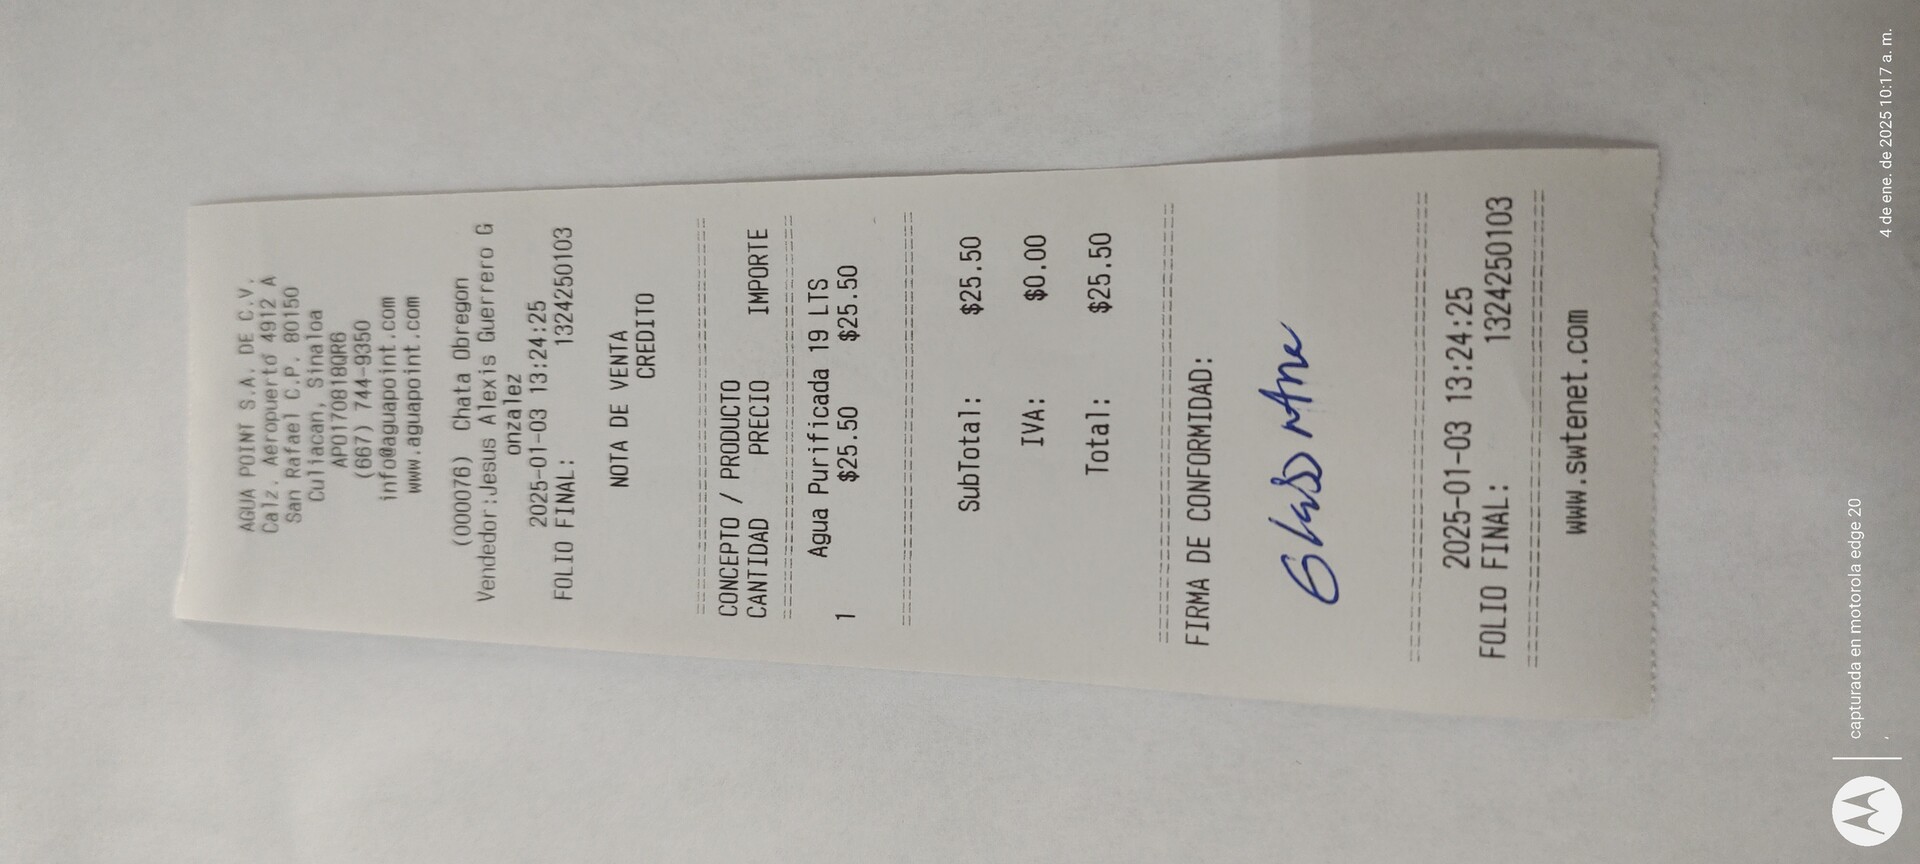 AGUA POINT S.A. DE C.V.
Calz. Aeropuerto 4912 A
San Rafael C.P. 80150
Culiacan, Sinaloa
APO170818QR6
(667) 744-9350
info@aguapoint.com
www.aguapoint.com
(000076) Chata Obregon
Vendedor:Jesus Alexis Guerrero G
onzalez
2025-01-03 13:24:25
FOLIO FINAL: 1324250103
NOTA DE VENTA
CREDITO
CONCEPTO / PRODUCTO
CANTIDAD PRECIO IMPORTE
Agua Purificada 19 LTS
1 $25.50 $25.50
SubTotal: $25.50
IVA: $0.00
Total: $25.50
FIRMA DE CONFORMIDAD:
2025-01-03 13:24:25
FOLIO FINAL: 1324250103
www.swtenet.com
capturada en motorola edge 20
4 de ene. de 2025 10:17 a. m.